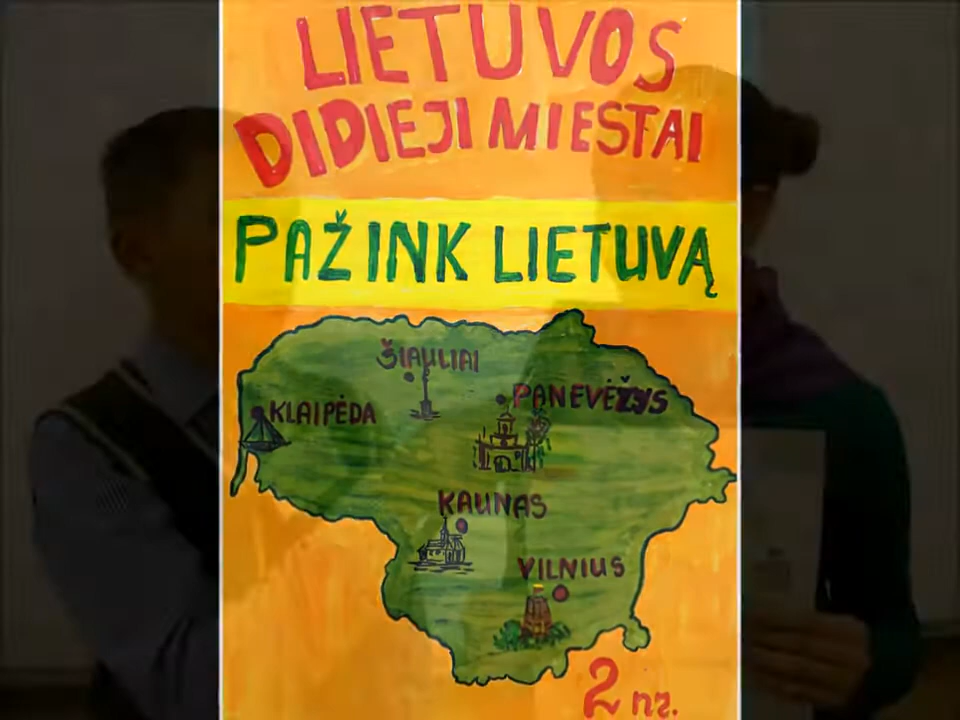 LIETUVOS
DIDIEJI MIESTAI
PAŽINK LIETUVĄ
ŠIAULIAI
PANEVĖŽYS
KLAIPĖDA
KAUNAS
VILNIUS
2 nr.